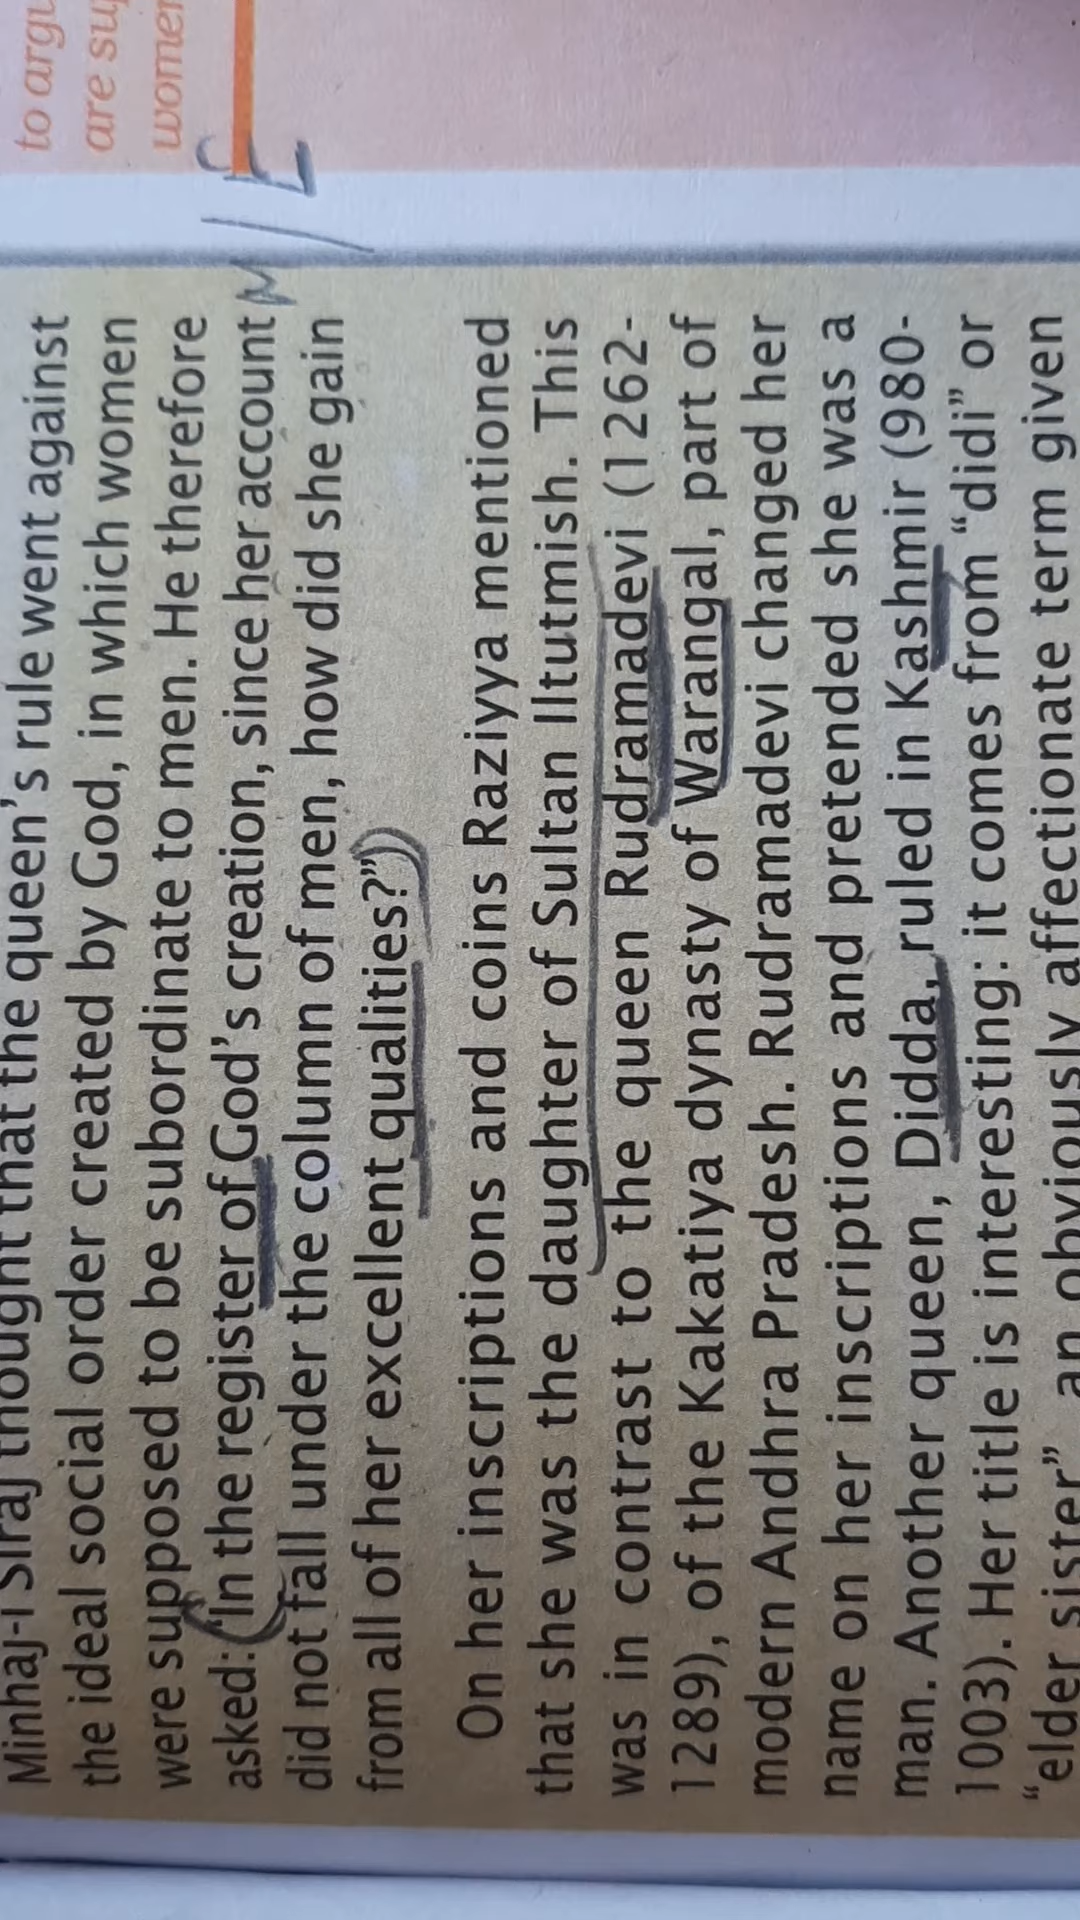 to argu
are su
women
Minhaj-i Siraj thought that the queen's rule went against
the ideal social order created by God, in which women
were supposed to be subordinate to men. He therefore
asked: "In the register of God's creation, since her account
did not fall under the column of men, how did she gain
from all of her excellent qualities?"
On her inscriptions and coins Raziyya mentioned
that she was the daughter of Sultan Iltutmish. This
was in contrast to the queen Rudramadevi (1262-
1289), of the Kakatiya dynasty of Warangal, part of
modern Andhra Pradesh. Rudramadevi changed her
name on her inscriptions and pretended she was a
man. Another queen, Didda, ruled in Kashmir (980-
1003). Her title is interesting: it comes from "didi" or
"elder sister" an obviously affectionate term given